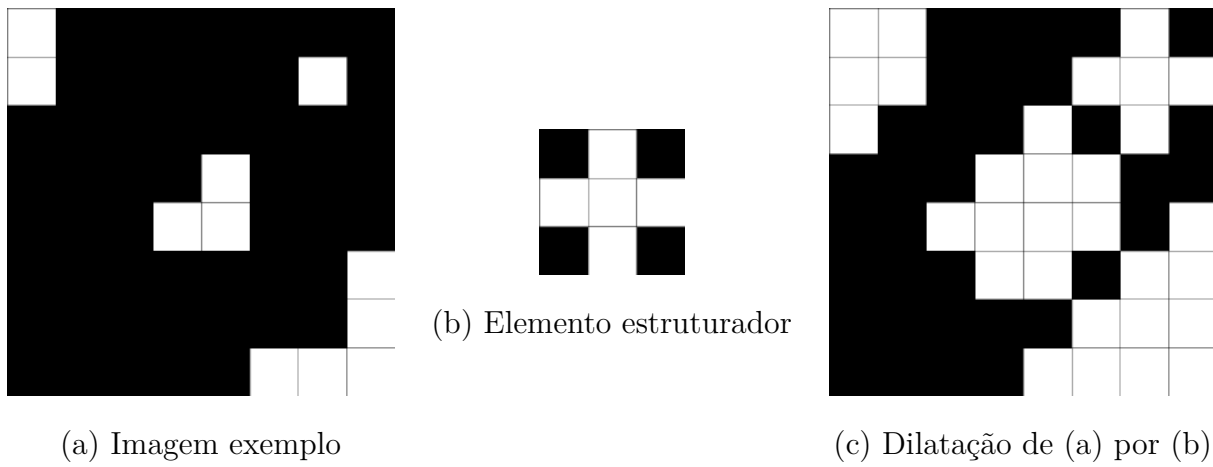 (b) Elemento estruturador
(a) Imagem exemplo
(c) Dilatação de (a) por (b)